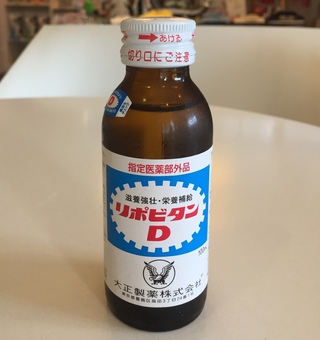 あける
切り口にご注意
指定医薬部外品
滋養強壮・栄養補給
リポビタン
D
大正製薬株式会社